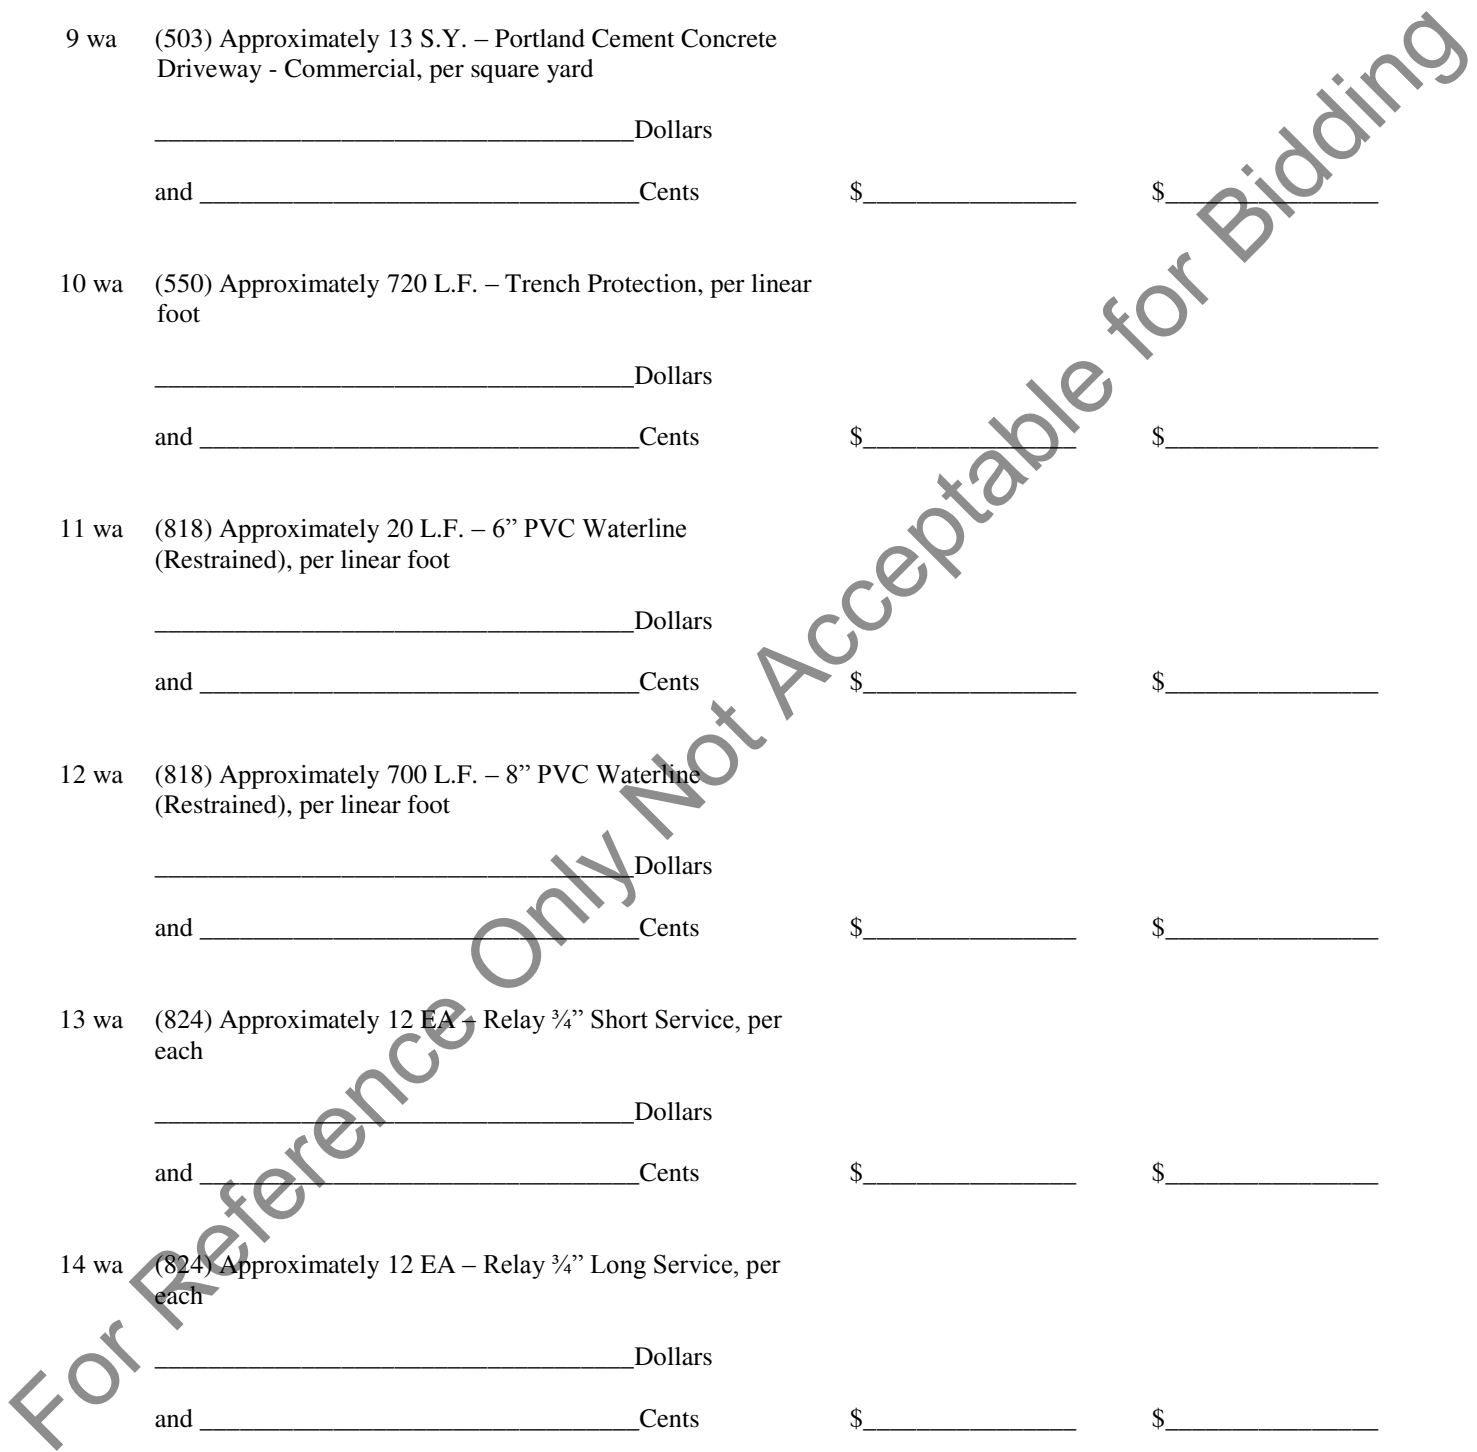 9 wa (503) Approximately 13 S.Y. – Portland Cement Concrete
Driveway - Commercial, per square yard
____________________________________Dollars
and _________________________________Cents $________________ $________________
10 wa (550) Approximately 720 L.F. – Trench Protection, per linear
foot
____________________________________Dollars
and _________________________________Cents $________________ $________________
11 wa (818) Approximately 20 L.F. – 6” PVC Waterline
(Restrained), per linear foot
____________________________________Dollars
and _________________________________Cents $________________ $________________
12 wa (818) Approximately 700 L.F. – 8” PVC Waterline
(Restrained), per linear foot
____________________________________Dollars
and _________________________________Cents $________________ $________________
13 wa (824) Approximately 12 EA – Relay ¾” Short Service, per
each
____________________________________Dollars
and _________________________________Cents $________________ $________________
14 wa (824) Approximately 12 EA – Relay ¾” Long Service, per
each
____________________________________Dollars
and _________________________________Cents $________________ $________________
For Reference Only Not Acceptable for Bidding